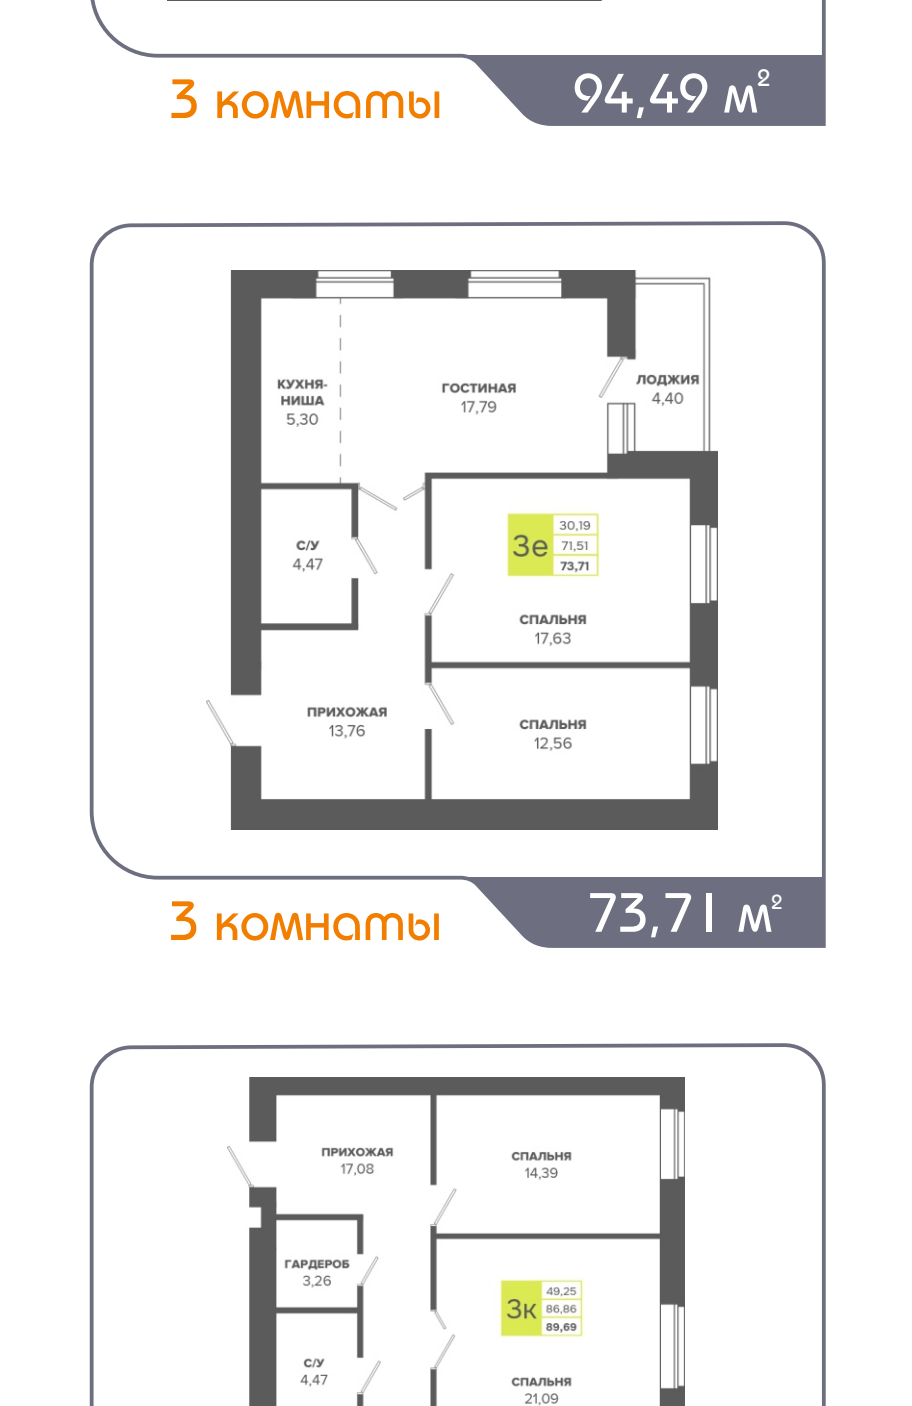 3 комнаты
94,49 м²
КУХНЯ-
НИША
5,30
ГОСТИНАЯ
17,79
ЛОДЖИЯ
4,40
С/У
4,47
3е
30,19
71,51
73,71
СПАЛЬНЯ
17,63
ПРИХОЖАЯ
13,76
СПАЛЬНЯ
12,56
3 комнаты
73,71 м²
ПРИХОЖАЯ
17,08
СПАЛЬНЯ
14,39
ГАРДЕРОБ
3,26
3к
49,25
86,86
89,69
С/У
4,47
СПАЛЬНЯ
21,09